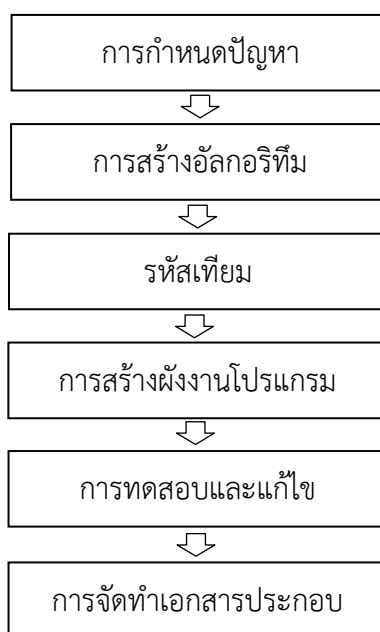 การกำหนดปัญหา
การสร้างอัลกอริทึม
รหัสเทียม
การสร้างผังงานโปรแกรม
การทดสอบและแก้ไข
การจัดทำเอกสารประกอบ